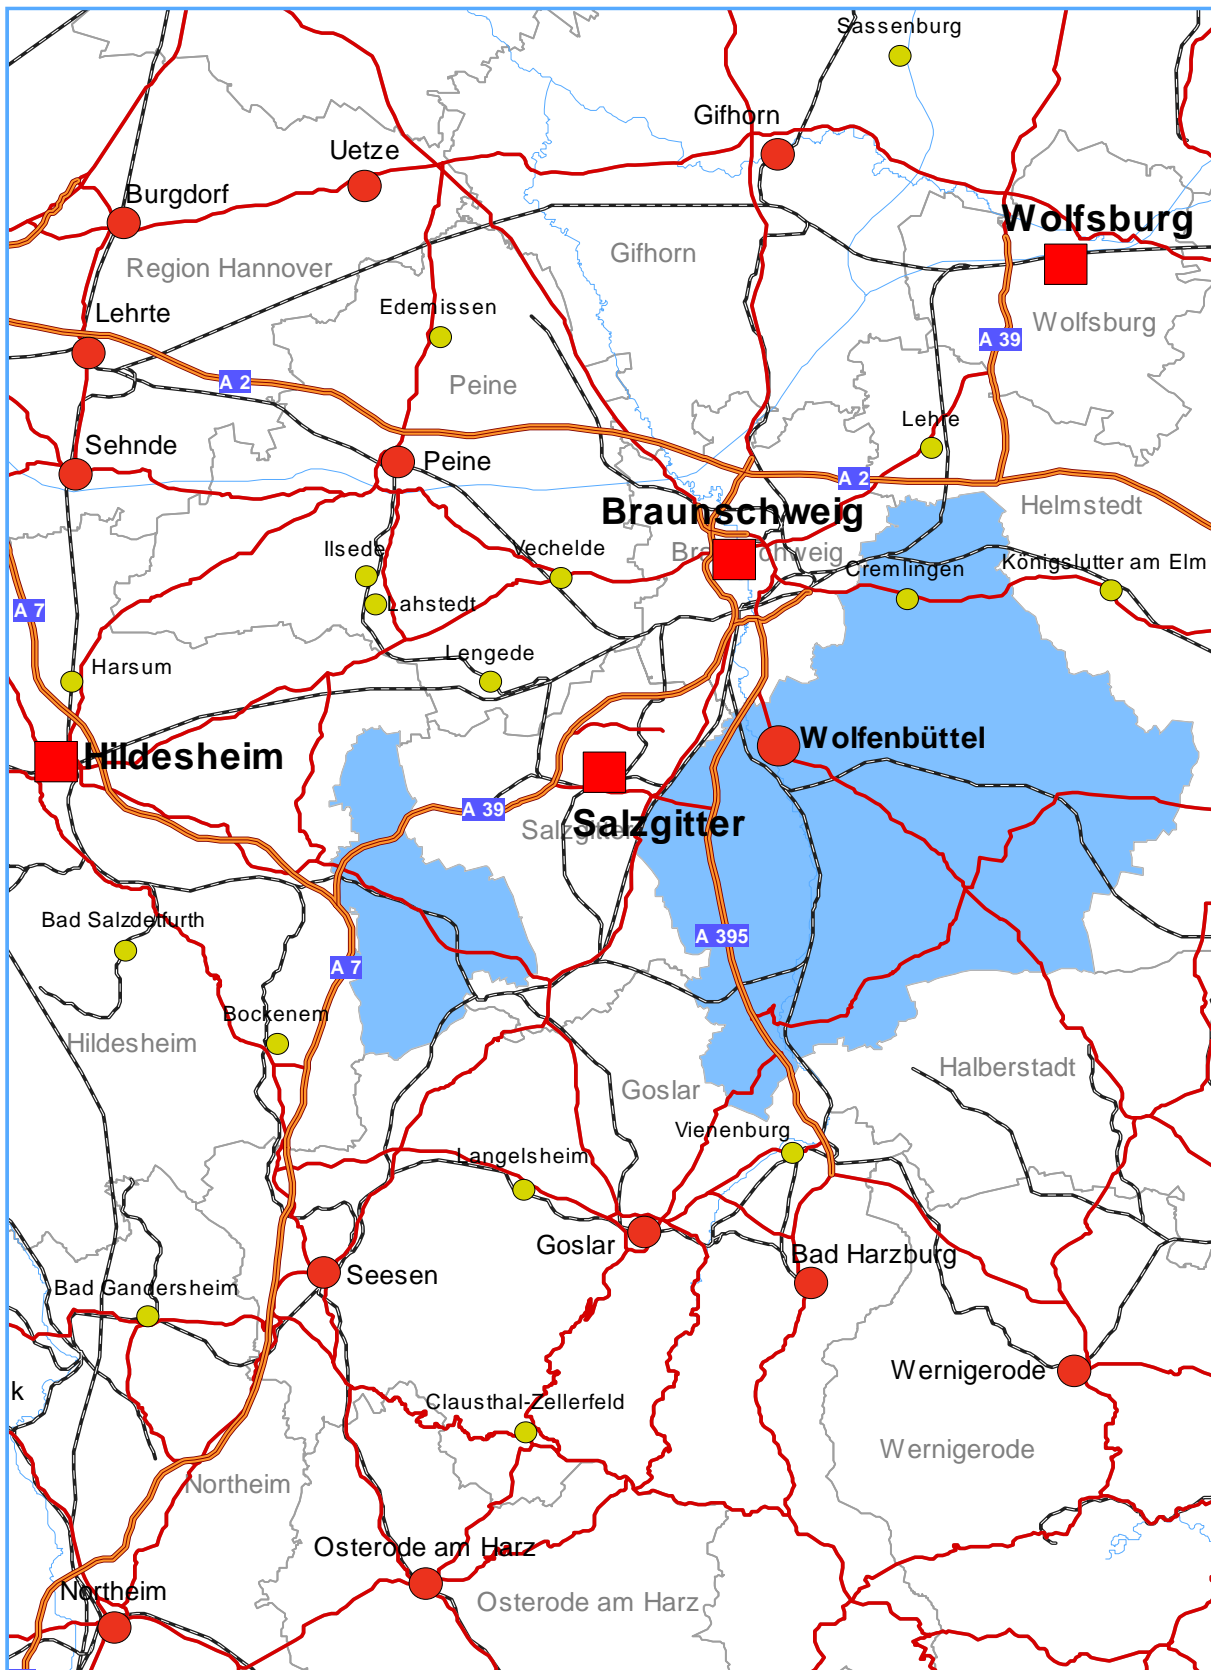 Sassenburg
Gifhorn
Uetze
Burgdorf
Wolfsburg
Gifhorn
Region Hannover
Edemissen
Lehrte
Wolfsburg
A 39
A 2
Peine
Lehre
Sehnde
Peine
A 2
Helmstedt
Braunschweig
Ilsede
Vechelde
Braunschweig
Cremlingen
Königslutter am Elm
A 7
Lahstedt
Lengede
Harsum
Wolfenbüttel
Hildesheim
A 39
Salzgitter
Salzgitter
Bad Salzdetfurth
A 395
A 7
Bockenem
Hildesheim
Halberstadt
Goslar
Vienenburg
Langelsheim
Goslar
Bad Harzburg
Seesen
Bad Gandersheim
Wernigerode
k
Clausthal-Zellerfeld
Wernigerode
Northeim
Osterode am Harz
Northeim
Osterode am Harz